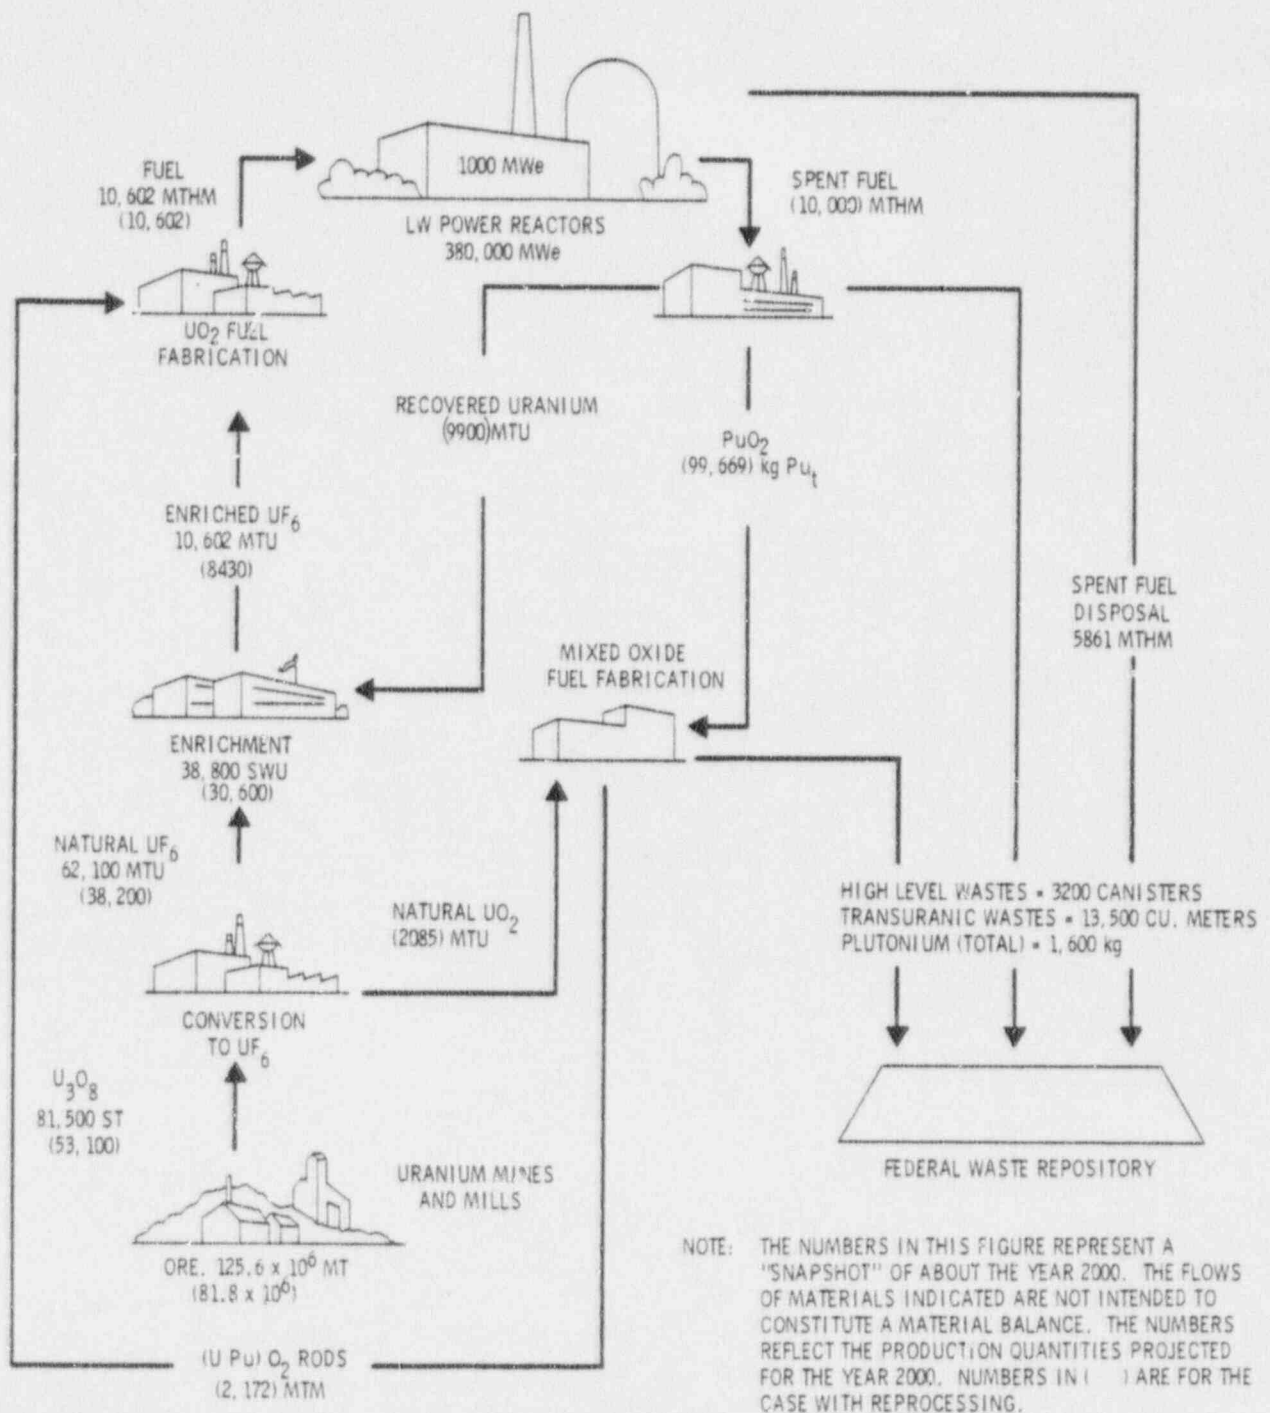 1000 MWe
LW POWER REACTORS
380,000 MWe
FUEL
10,602 MTHM
(10,602)
SPENT FUEL
(10,000) MTHM
UO2 FUEL
FABRICATION
RECOVERED URANIUM
(9900)MTU
PuO2
(99,669) kg Put
ENRICHED UF6
10,602 MTU
(8430)
SPENT FUEL
DISPOSAL
5861 MTHM
MIXED OXIDE
FUEL FABRICATION
ENRICHMENT
38,800 SWU
(30,600)
NATURAL UF6
62,100 MTU
(38,200)
NATURAL UO2
(2085) MTU
HIGH LEVEL WASTES = 3200 CANISTERS
TRANSURANIC WASTES = 13,500 CU. METERS
PLUTONIUM (TOTAL) = 1,600 kg
CONVERSION
TO UF6
U3O8
81,500 ST
(53,100)
FEDERAL WASTE REPOSITORY
URANIUM MINES
AND MILLS
ORE, 125.6 x 10^6 MT
(81.8 x 10^6)
(U Pu) O2 RODS
(2,172) MTM
NOTE: THE NUMBERS IN THIS FIGURE REPRESENT A
"SNAPSHOT" OF ABOUT THE YEAR 2000. THE FLOWS
OF MATERIALS INDICATED ARE NOT INTENDED TO
CONSTITUTE A MATERIAL BALANCE. THE NUMBERS
REFLECT THE PRODUCTION QUANTITIES PROJECTED
FOR THE YEAR 2000. NUMBERS IN ( ) ARE FOR THE
CASE WITH REPROCESSING.